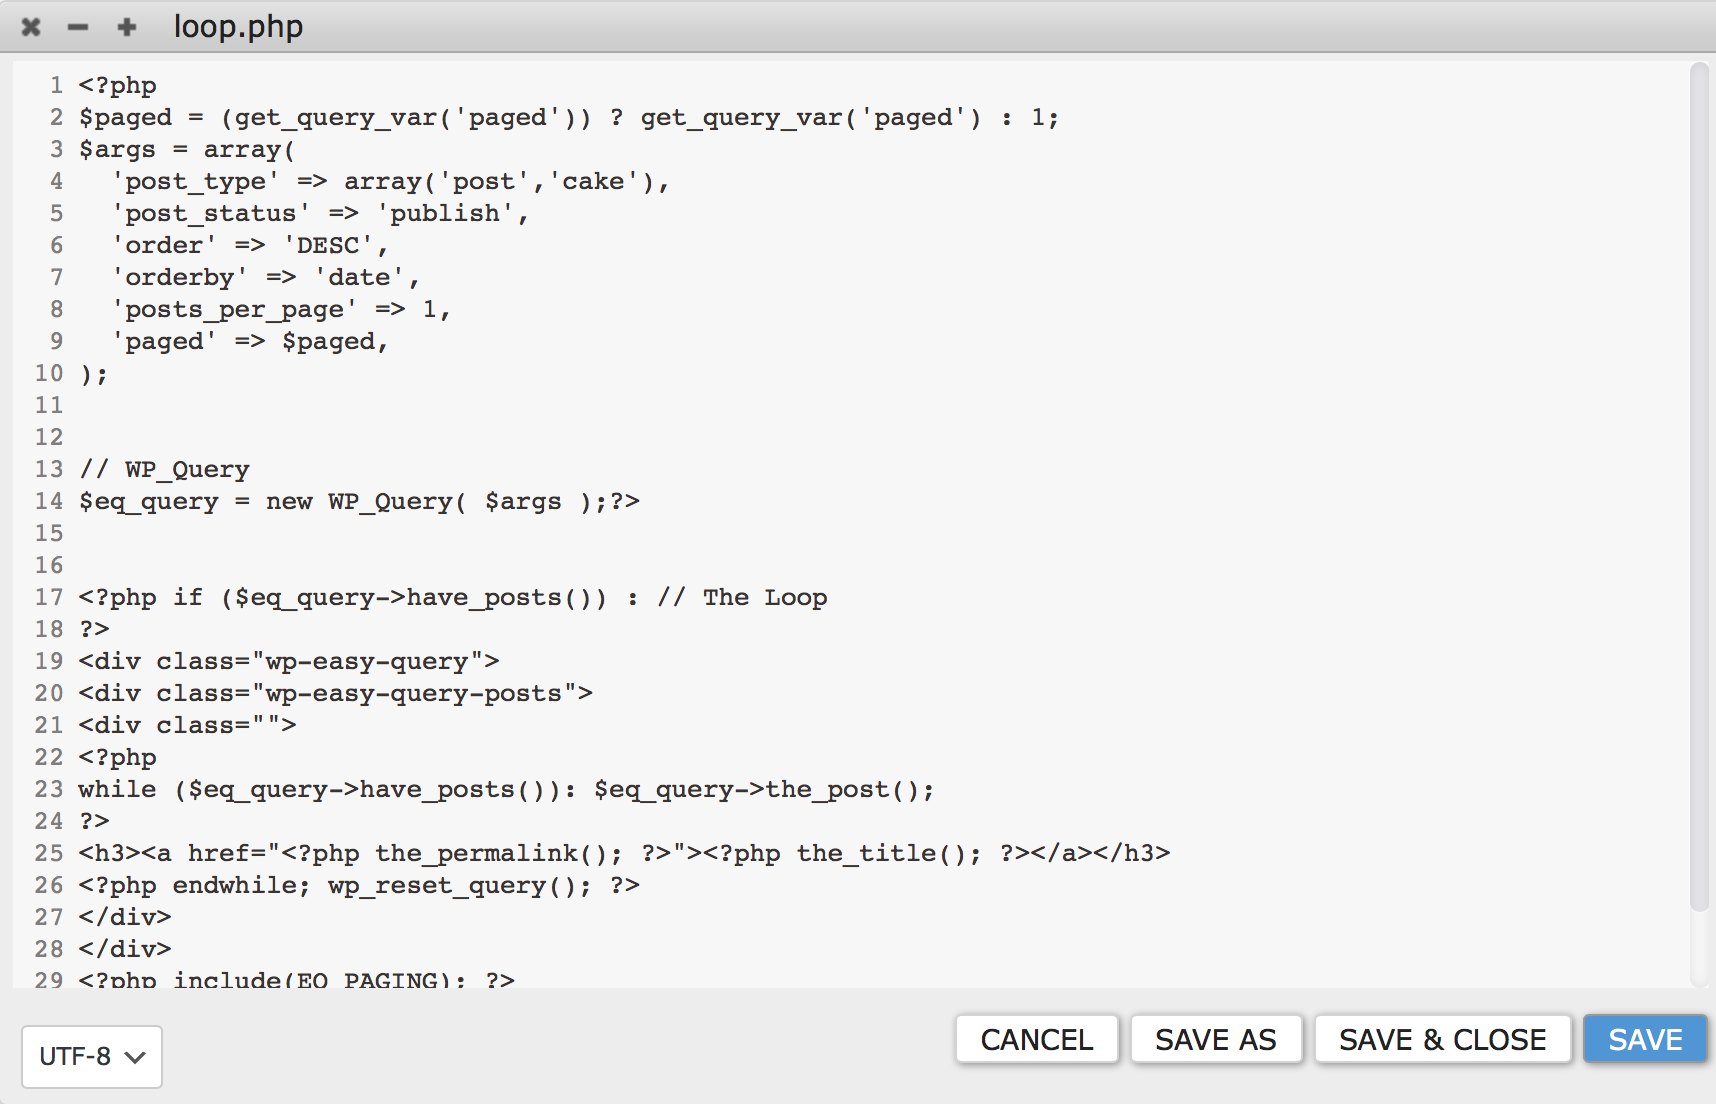 loop.php
1 <?php
2 $paged = (get_query_var('paged')) ? get_query_var('paged') : 1;
3 $args = array(
4   'post_type' => array('post','cake'),
5   'post_status' => 'publish',
6   'order' => 'DESC',
7   'orderby' => 'date',
8   'posts_per_page' => 1,
9   'paged' => $paged,
10 );
11
12
13 // WP_Query
14 $eq_query = new WP_Query( $args );?>
15
16
17 <?php if ($eq_query->have_posts()) : // The Loop
18 ?>
19 <div class="wp-easy-query">
20 <div class="wp-easy-query-posts">
21 <div class="">
22 <?php
23 while ($eq_query->have_posts()): $eq_query->the_post();
24 ?>
25 <h3><a href="<?php the_permalink(); ?>"><?php the_title(); ?></a></h3>
26 <?php endwhile; wp_reset_query(); ?>
27 </div>
28 </div>
29 <?php include(EQ_PAGING); ?>
UTF-8
CANCEL SAVE AS SAVE & CLOSE SAVE